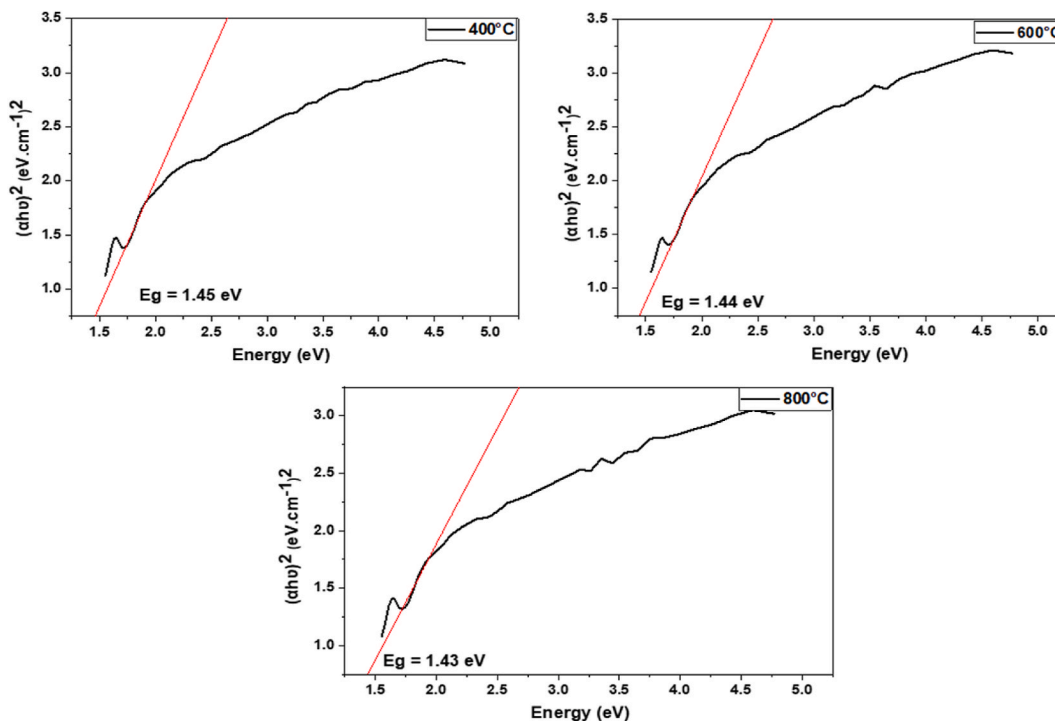 3.5
3.0
2.5
2.0
1.5
1.0
(αhυ)² (eV.cm⁻¹)²
400°C
Eg = 1.45 eV
1.5 2.0 2.5 3.0 3.5 4.0 4.5 5.0
Energy (eV)
3.5
3.0
2.5
2.0
1.5
1.0
(αhυ)² (eV.cm⁻¹)²
600°C
Eg = 1.44 eV
1.5 2.0 2.5 3.0 3.5 4.0 4.5 5.0
Energy (eV)
3.0
2.5
2.0
1.5
1.0
(αhυ)² (eV.cm⁻¹)²
800°C
Eg = 1.43 eV
1.5 2.0 2.5 3.0 3.5 4.0 4.5 5.0
Energy (eV)